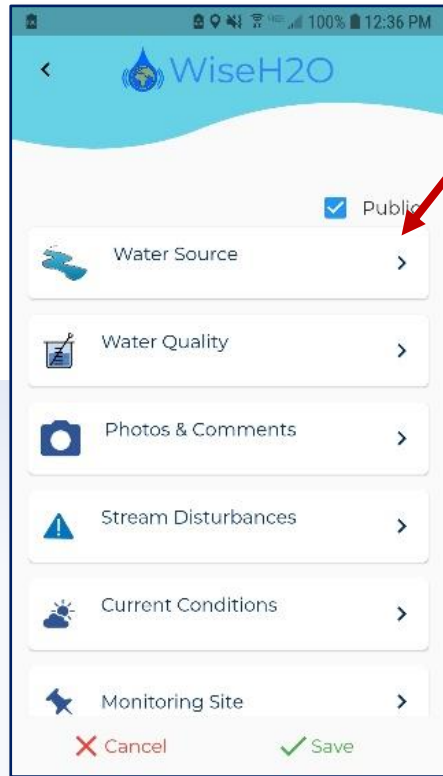 100% 12:36 PM
WiseH2O
Public
Water Source
Water Quality
Photos & Comments
Stream Disturbances
Current Conditions
Monitoring Site
Cancel
Save